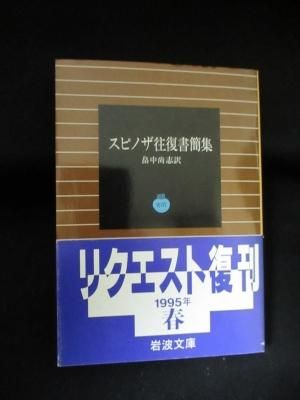 スピノザ往復書簡集
畠中尚志訳
リクエスト復刊
1995年
春
岩波文庫